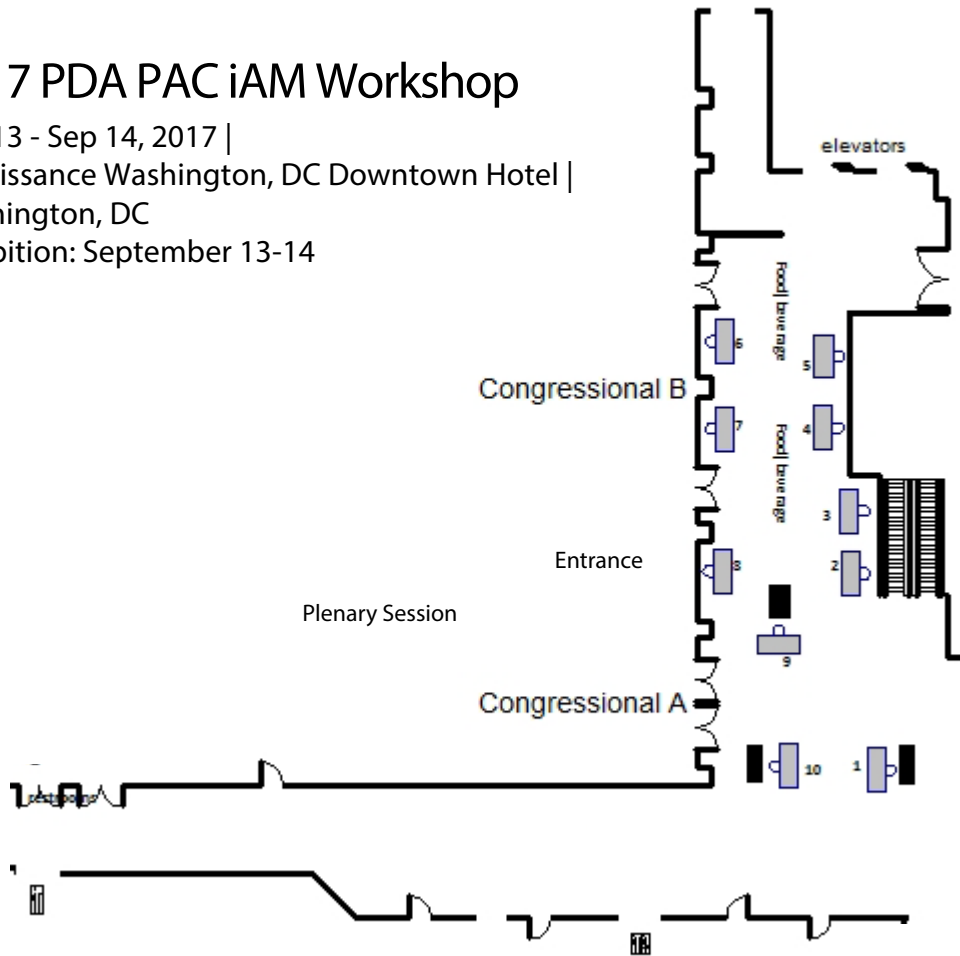 7 PDA PAC iAM Workshop
13 - Sep 14, 2017 |
issance Washington, DC Downtown Hotel |
hington, DC
bition: September 13-14
elevators
Food| beverage
6
5
Congressional B
7
4
Food| beverage
3
Entrance
8
2
Plenary Session
9
Congressional A
10
1
restrooms